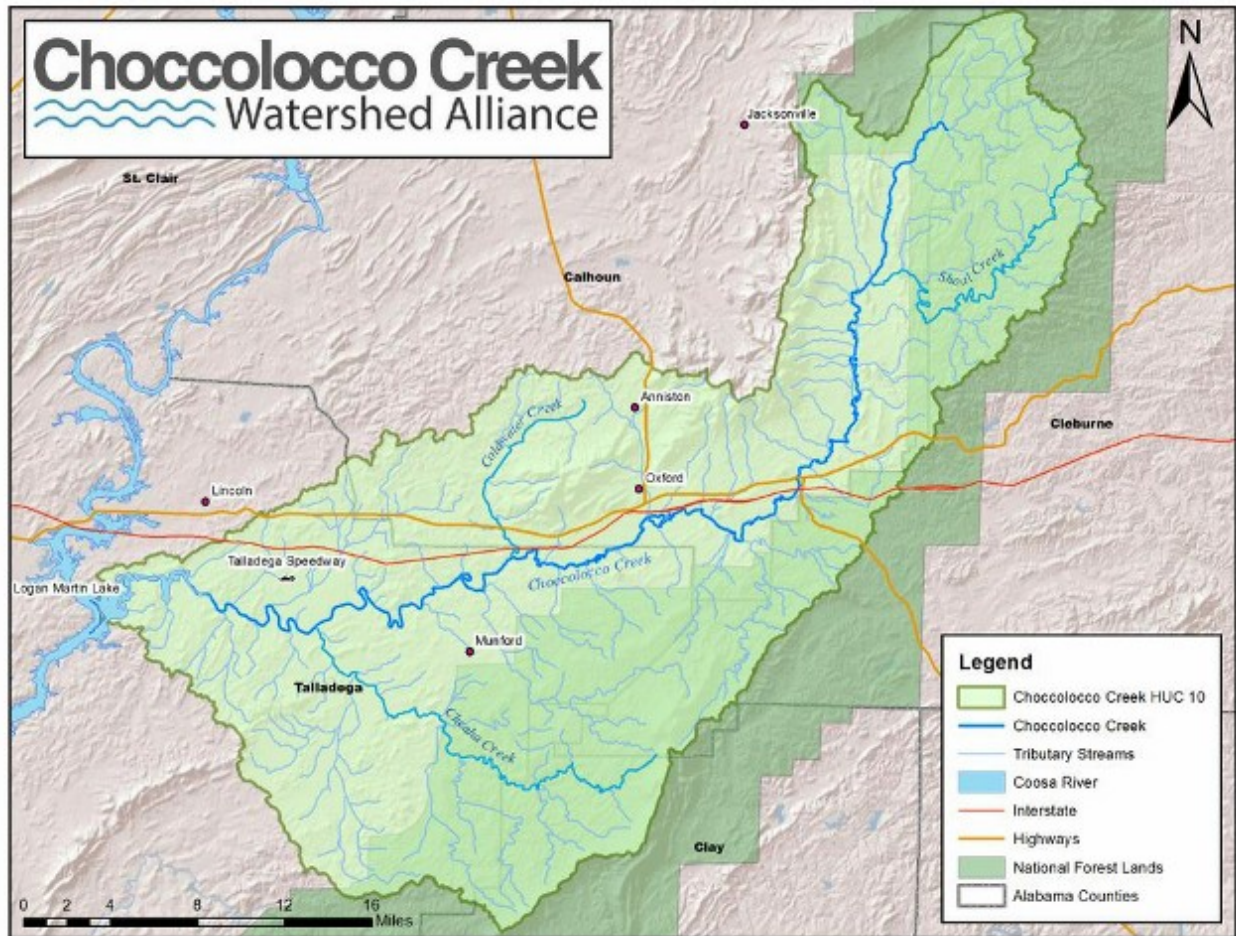 Choccolocco Creek
Watershed Alliance
N
Jacksonville
St. Clair
Calhoun
Shoal Creek
Anniston
Coldwater Creek
Cleburne
Oxford
Lincoln
Talladega Speedway
Choccolocco Creek
Logan Martin Lake
Munford
Talladega
Cheaha Creek
Clay
Legend
Choccolocco Creek HUC 10
Choccolocco Creek
Tributary Streams
Coosa River
Interstate
Highways
National Forest Lands
Alabama Counties
0 2 4 8 12 16
Miles